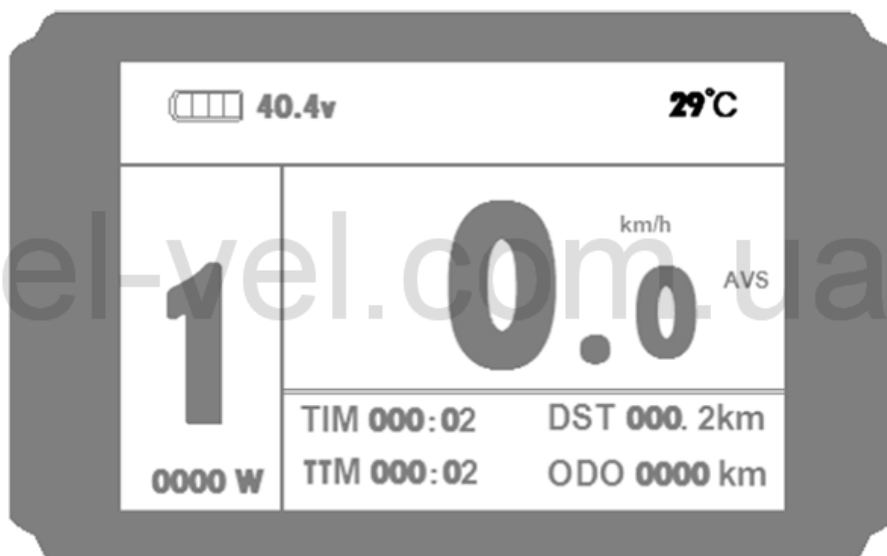 40.4v 29°C
km/h
0.0 AVS
1
TIM 000:02 DST 000. 2km
TTM 000:02 ODO 0000 km
0000 W
el-vel.com.ua